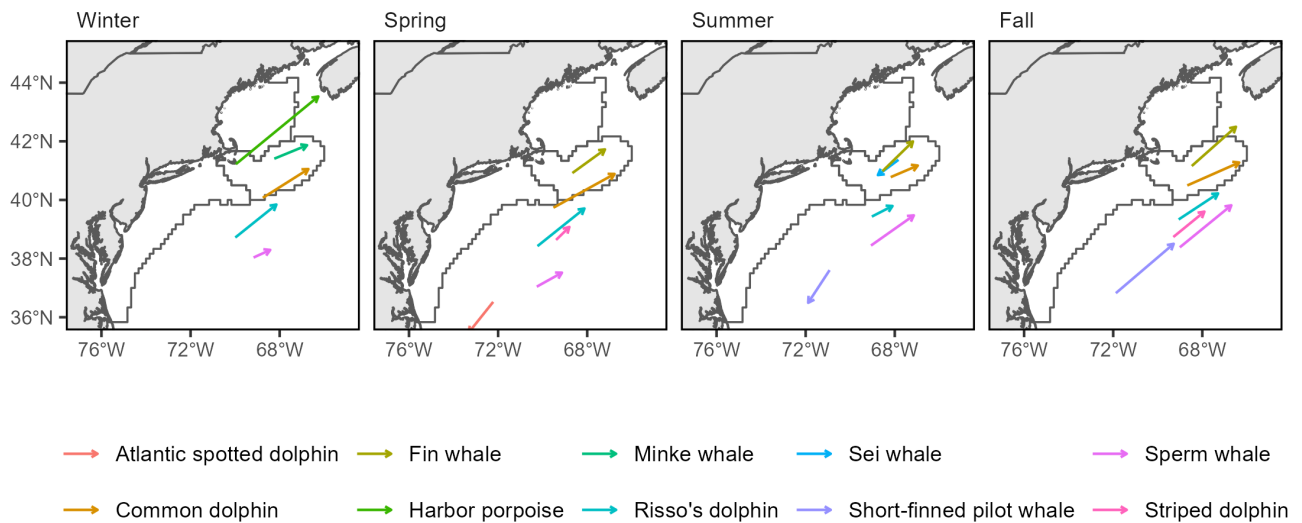 Winter Spring Summer Fall
44°N
42°N
40°N
38°N
36°N
76°W 72°W 68°W 76°W 72°W 68°W 76°W 72°W 68°W 76°W 72°W 68°W
Atlantic spotted dolphin Fin whale Minke whale Sei whale Sperm whale
Common dolphin Harbor porpoise Risso's dolphin Short-finned pilot whale Striped dolphin